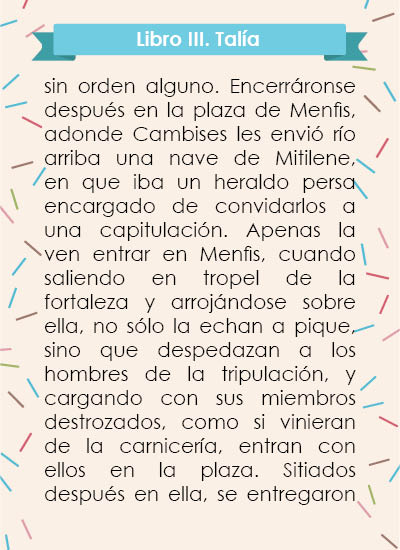 Libro III. Talía
sin orden alguno. Encerráronse
después en la plaza de Menfis,
adonde Cambises les envió río
arriba una nave de Mitilene,
en que iba un heraldo persa
encargado de convidarlos a
una capitulación. Apenas la
ven entrar en Menfis, cuando
saliendo en tropel de la
fortaleza y arrojándose sobre
ella, no sólo la echan a pique,
sino que despedazan a los
hombres de la tripulación, y
cargando con sus miembros
destrozados, como si vinieran
de la carnicería, entran con
ellos en la plaza. Sitiados
después en ella, se entregaron